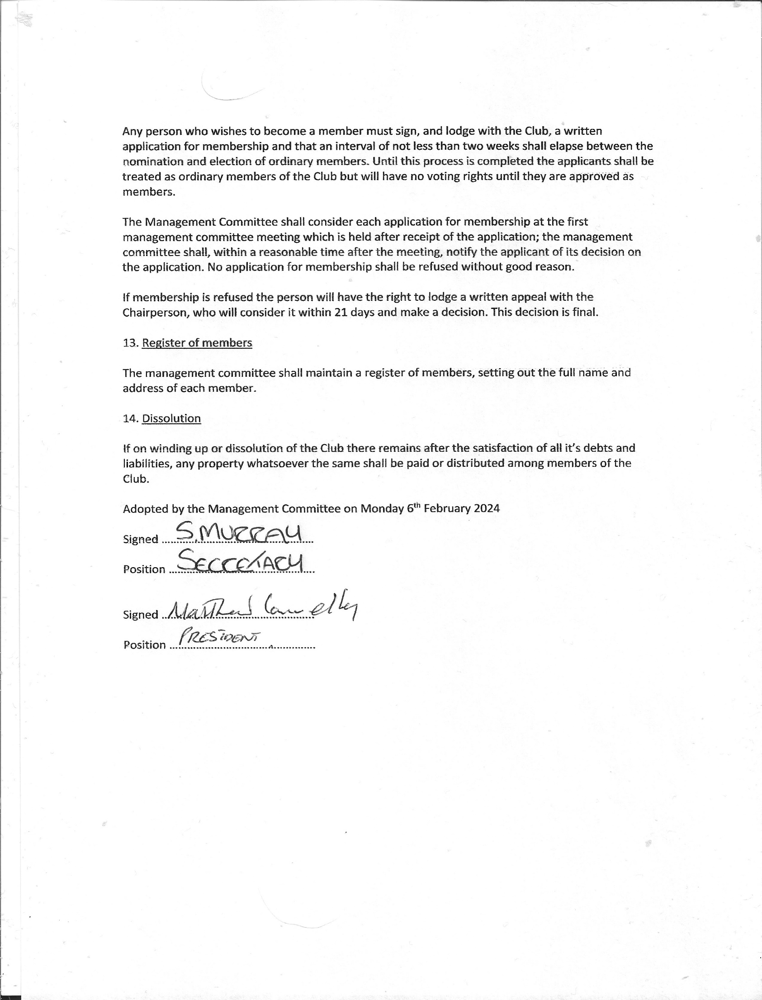 Any person who wishes to become a member must sign, and lodge with the Club, a written
application for membership and that an interval of not less than two weeks shall elapse between the
nomination and election of ordinary members. Until this process is completed the applicants shall be
treated as ordinary members of the Club but will have no voting rights until they are approved as
members.
The Management Committee shall consider each application for membership at the first
management committee meeting which is held after receipt of the application; the management
committee shall, within a reasonable time after the meeting, notify the applicant of its decision on
the application. No application for membership shall be refused without good reason.
If membership is refused the person will have the right to lodge a written appeal with the
Chairperson, who will consider it within 21 days and make a decision. This decision is final.
13. Register of members
The management committee shall maintain a register of members, setting out the full name and
address of each member.
14. Dissolution
If on winding up or dissolution of the Club there remains after the satisfaction of all it's debts and
liabilities, any property whatsoever the same shall be paid or distributed among members of the
Club.
Adopted by the Management Committee on Monday 6th February 2024
Signed S. MURRAY
Position SECRETARY
Signed Matthew
Position PRESIDENT